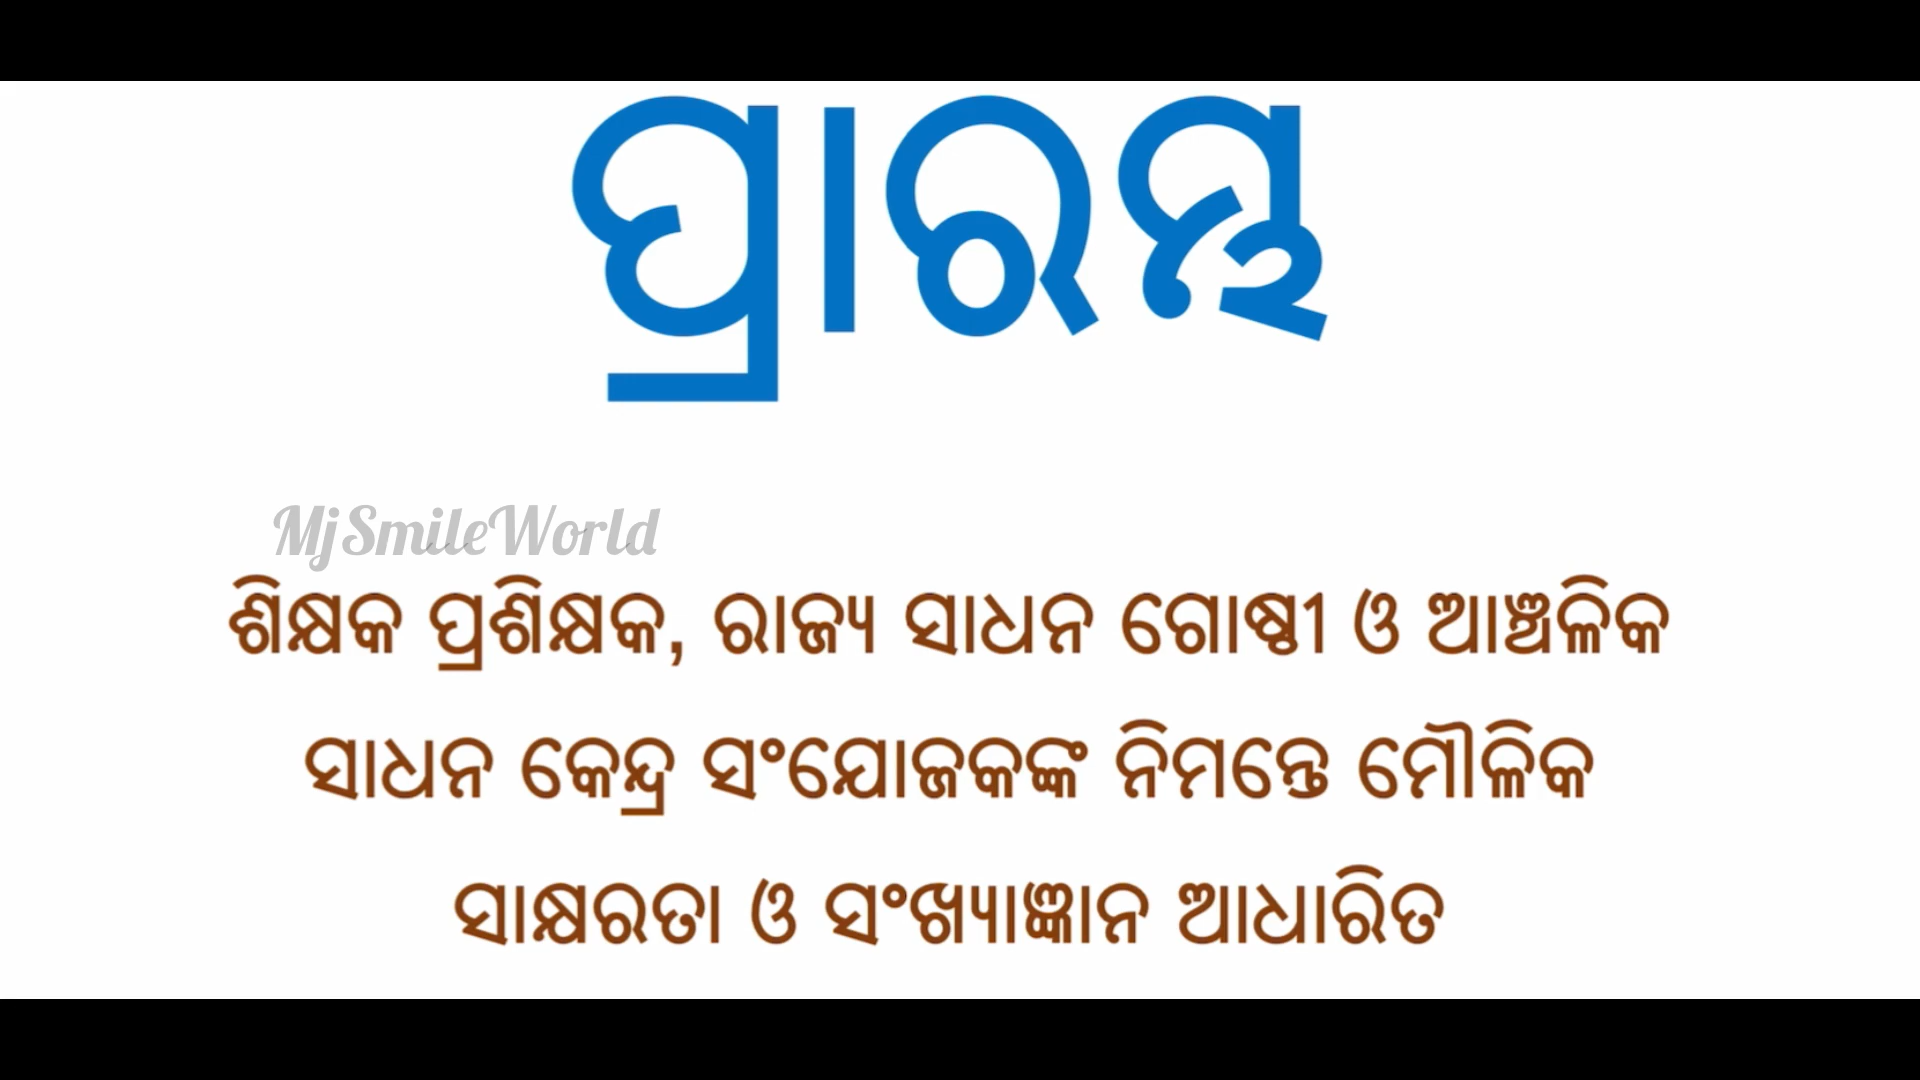 ପ୍ରାରମ୍ଭ
MjSmileWorld
ଶିକ୍ଷକ ପ୍ରଶିକ୍ଷକ, ରାଜ୍ୟ ସାଧନ ଗୋଷ୍ଠୀ ଓ ଆଞ୍ଚଳିକ
ସାଧନ କେନ୍ଦ୍ର ସଂଯୋଜକଙ୍କ ନିମନ୍ତେ ମୌଳିକ
ସାକ୍ଷରତା ଓ ସଂଖ୍ୟାଜ୍ଞାନ ଆଧାରିତ